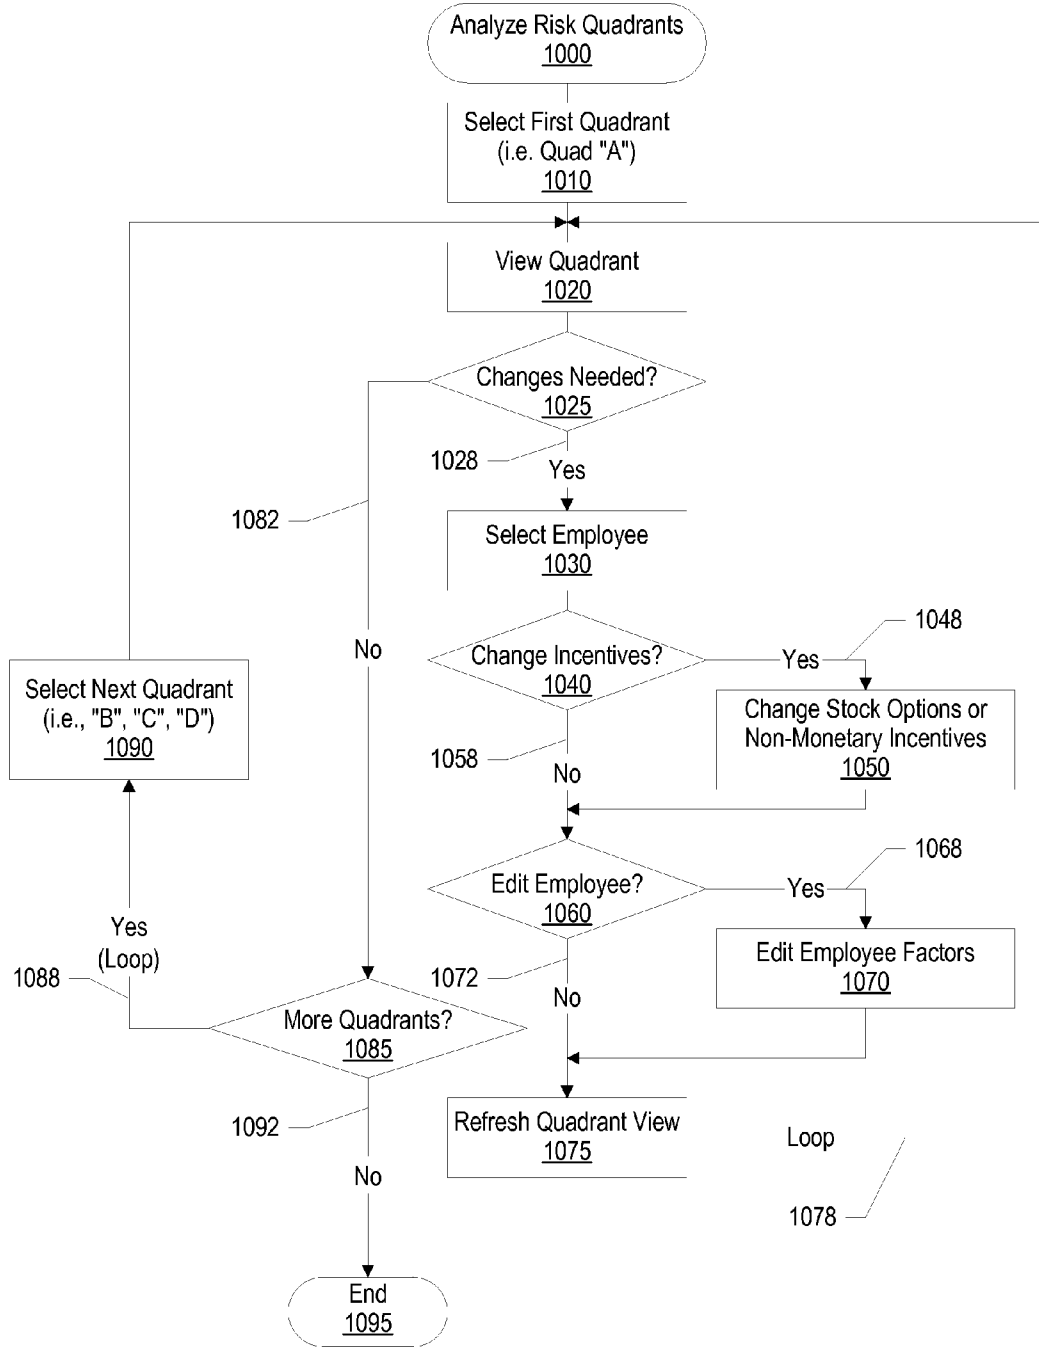 Analyze Risk Quadrants
1000
Select First Quadrant
(i.e. Quad "A")
1010
View Quadrant
1020
Changes Needed?
1025
1028
Yes
1082
Select Employee
1030
1048
No
Change Incentives?
1040
Yes
Select Next Quadrant
(i.e., "B", "C", "D")
1090
Change Stock Options or
Non-Monetary Incentives
1050
1058
No
1068
Edit Employee?
1060
Yes
Yes
(Loop)
1088
1072
No
Edit Employee Factors
1070
More Quadrants?
1085
1092
Refresh Quadrant View
1075
Loop
1078
No
End
1095